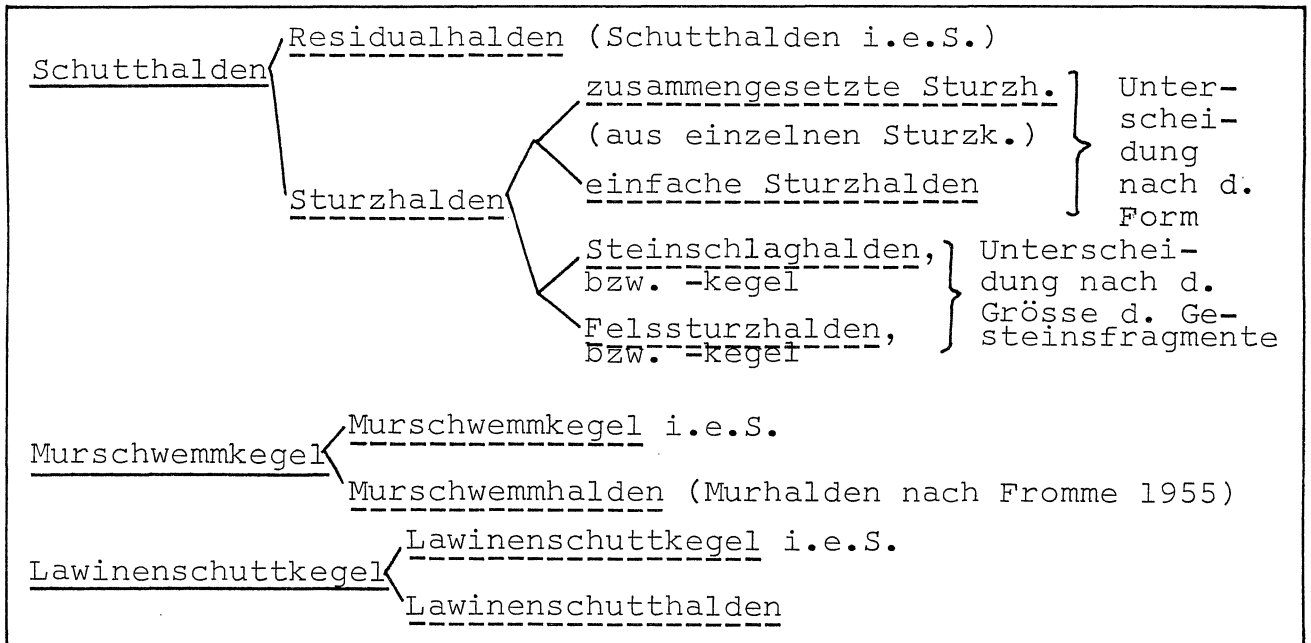 Schutthalden
Residualhalden (Schutthalden i.e.S.)
Sturzhalden
zusammengesetzte Sturzh.
(aus einzelnen Sturzk.)
einfache Sturzhalden
Unter-
schei-
dung
nach d.
Form
Steinschlaghalden,
bzw. -kegel
Felssturzhalden,
bzw. =kegel
Unterschei-
dung nach d.
Grösse d. Ge-
steinsfragmente
Murschwemmkegel
Murschwemmkegel i.e.S.
Murschwemmhalden (Murhalden nach Fromme 1955)
Lawinenschuttkegel
Lawinenschuttkegel i.e.S.
Lawinenschutthalden